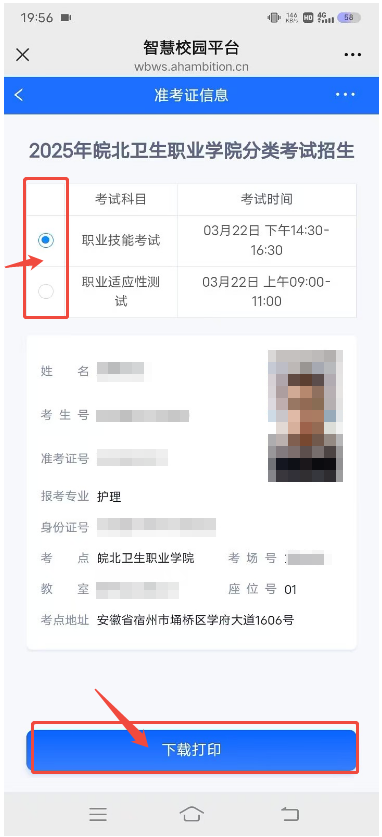 19:56
146 KB/s HD 4G 58
智慧校园平台
wbws.ahambition.cn
准考证信息
2025年皖北卫生职业学院分类考试招生
考试科目 考试时间
职业技能考试 03月22日 下午14:30-
16:30
职业适应性测 03月22日 上午09:00-
试 11:00
姓 名
考 生 号
准考证号
报考专业 护理
身份证号
考 点 皖北卫生职业学院 考 场 号
教 室 座 位 号 01
考点地址 安徽省宿州市埇桥区学府大道1606号
下载打印